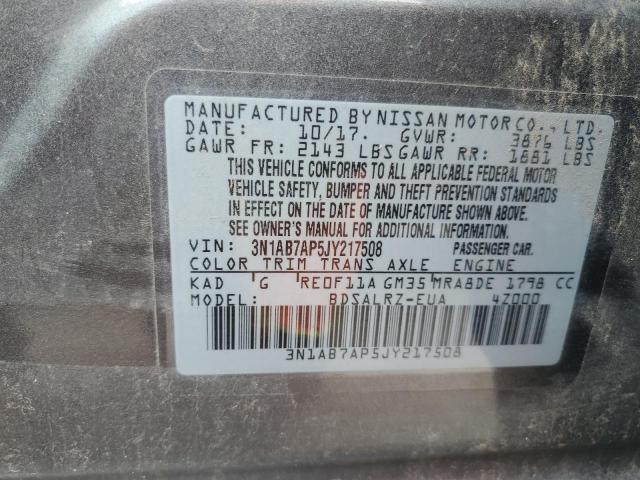 MANUFACTURED BY NISSAN MOTOR CO., LTD.
DATE: 10/17. GVWR: 3876 LBS
GAWR FR: 2143 LBS GAWR RR: 1881 LBS
THIS VEHICLE CONFORMS TO ALL APPLICABLE FEDERAL MOTOR
VEHICLE SAFETY, BUMPER AND THEFT PREVENTION STANDARDS
IN EFFECT ON THE DATE OF MANUFACTURE SHOWN ABOVE.
SEE OWNER'S MANUAL FOR ADDITIONAL INFORMATION.
VIN: 3N1AB7AP5JY217508 PASSENGER CAR.
COLOR TRIM TRANS AXLE ENGINE
KAD G RE0F11A GM35 MRA8DE 1798 CC
MODEL: BDSALRZ-EUA 4Z000
3N1AB7AP5JY217508